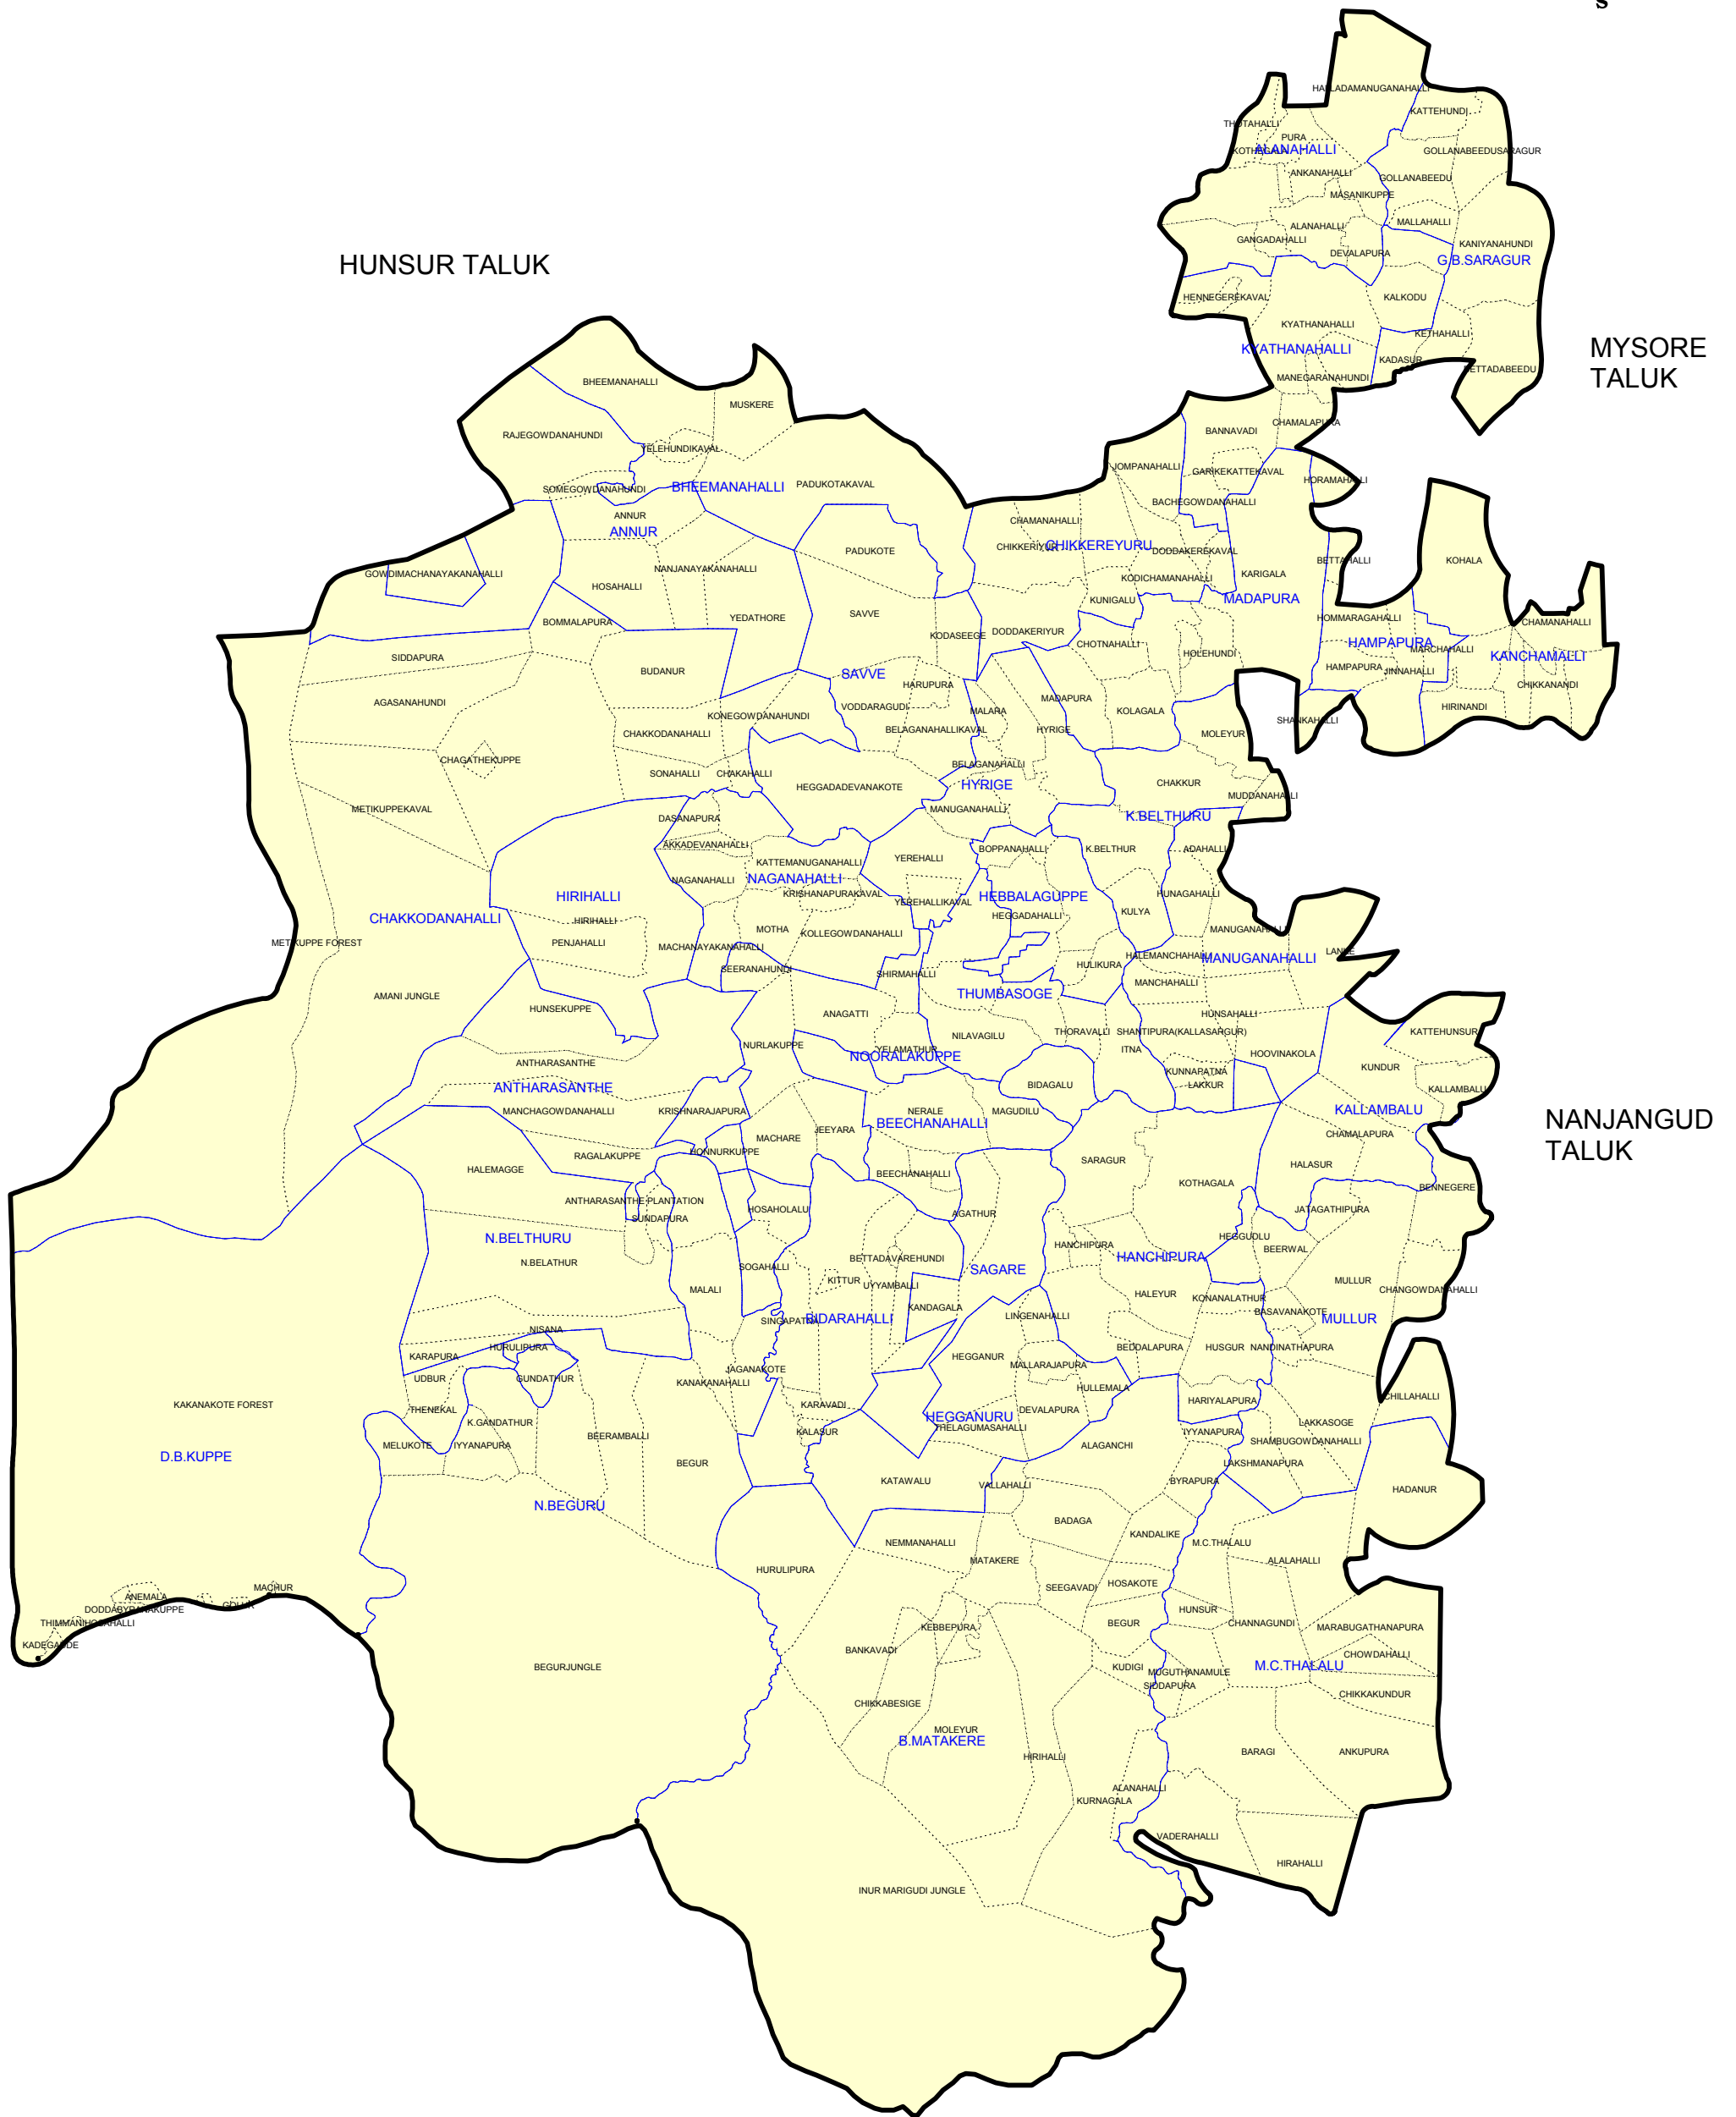 s
HALLADAMANUGANAHALLI
KATTEHUNDI
THOTAHALLI
PURA
KOTHEGALA
ALANAHALLI
GOLLANABEEDUSARAGUR
ANKANAHALLI
GOLLANABEEDU
MASANIKUPPE
MALLAHALLI
ALANAHALLI
GANGADAHALLI
KANIYANAHUNDI
DEVALAPURA
G.B.SARAGUR
HUNSUR TALUK
HENNEGEREKAVAL
KALKODU
KYATHANAHALLI
KETHAHALLI
KYATHANAHALLI
KADASUR
BETTADABEEDU
MANEGARANAHUNDI
MYSORE
TALUK
BHEEMANAHALLI
MUSKERE
RAJEGOWDANAHUNDI
YELEHUNDIKAVAL
CHAMALAPURA
BANNAVADI
JOMPANAHALLI
GARIKEKATTEKAVAL
HORAMAHALLI
SOMEGOWDANAHUNDI
BHEEMANAHALLI
PADUKOTAKAVAL
BACHEGOWDANAHALLI
ANNUR
ANNUR
CHAMANAHALLI
CHIKKERIYUR
CHIKKEREYURU
DODDAKEREKAVAL
PADUKOTE
BETTAHALLI
KOHALA
GOWDIMACHANAYAKANAHALLI
NANJANAYAKANAHALLI
HOSAHALLI
KODICHAMANAHALLI
KARIGALA
KUNIGALU
MADAPURA
YEDATHORE
SAVVE
BOMMALAPURA
KODASEEGE
DODDAKERIYUR
CHOTNAHALLI
HOLEHUNDI
HOMMARAGAHALLI
HAMPAPURA
MARCHAHALLI
CHAMANAHALLI
KANCHAMALLI
SIDDAPURA
BUDANUR
SAVVE
HARUPURA
HAMPAPURA
JINNAHALLI
CHIKKANANDI
AGASANAHUNDI
VODDARAGUDI
MALARA
MADAPURA
KOLAGALA
HIRINANDI
SHANKAHALLI
KONEGOWDANAHUNDI
BELAGANAHALLIKAVAL
HYRIGE
MOLEYUR
CHAKKODANAHALLI
CHAGATHEKUPPE
BELAGANAHALLI
SONAHALLI
CHAKAHALLI
HEGGADADEVANAKOTE
HYRIGE
CHAKKUR
MUDDANAHALLI
METIKUPPEKAVAL
MANUGANAHALLI
K.BELTHURU
DASANAPURA
AKKADEVANAHALLI
BOPPANAHALLI
K.BELTHUR
ADAHALLI
KATTEMANUGANAHALLI
YEREHALLI
NAGANAHALLI
NAGANAHALLI
KRISHANAPURAKAVAL
YEREHALLIKAVAL
HEBBALAGUPPE
HUNAGAHALLI
HIRIHALLI
CHAKKODANAHALLI
HIRIHALLI
HEGGADAHALLI
KULYA
MOTHA
KOLLEGOWDANAHALLI
MANUGANAHALLI
METIKUPPE FOREST
PENJAHALLI
MACHANAYAKANAHALLI
HALEMANCHAHALLI
MANUGANAHALLI
LANKE
SEERANAHUNDI
SHIRMAHALLI
HULIKURA
MANCHAHALLI
THUMBASOGE
AMANI JUNGLE
HUNSEKUPPE
ANAGATTI
HUNSAHALLI
NILAVAGILU
THORAVALLI
SHANTIPURA(KALLASARGUR)
KATTEHUNSUR
NURLAKUPPE
YELAMATHUR
NOORALAKUPPE
ITNA
HOOVINAKOLA
ANTHARASANTHE
KUNNAPATNA
LAKKUR
KUNDUR
ANTHARASANTHE
BIDAGALU
KALLAMBALU
MANCHAGOWDANAHALLI
KRISHNARAJAPURA
NERALE
MAGUDILU
KALLAMBALU
NANJANGUD
TALUK
BEECHANAHALLI
JEEYARA
CHAMALAPURA
MACHARE
HONNURKUPPE
RAGALAKUPPE
SARAGUR
HALASUR
HALEMAGGE
BEECHANAHALLI
KOTHAGALA
BENNEGERE
ANTHARASANTHE PLANTATION
SUNDAPURA
HOSAHOLALU
AGATHUR
JATAGATHIPURA
N.BELTHURU
HANCHIPURA
HEGGUOLU
BEERWAL
N.BELATHUR
BETTADAVAREHUNDI
HANCHIPURA
SOGAHALLI
SAGARE
KITTUR
UYYAMBALLI
MULLUR
MALALI
HALEYUR
KONANALATHUR
CHANGOWDANAHALLI
KANDAGALA
LINGENAHALLI
BASAVANAKOTE
MULLUR
SINGAPATNA
BIDARAHALLI
NISANA
HURULIPURA
BEDDALAPURA
HUSGUR
NANDINATHAPURA
KARAPURA
HEGGANUR
MALLARAJAPURA
JAGANAKOTE
UDBUR
GUNDATHUR
KANAKANAHALLI
HULLEMALA
CHILLAHALLI
HARIYALAPURA
KAKANAKOTE FOREST
THENEKAL
KARAVADI
DEVALAPURA
K.GANDATHUR
HEGGANURU
THELAGUMASAHALLI
LAKKASOGE
IYYANAPURA
KALASUR
BEERAMBALLI
SHAMBUGOWDANAHALLI
MELUKOTE
IYYANAPURA
ALAGANCHI
D.B.KUPPE
BEGUR
LAKSHMANAPURA
KATAWALU
VALLAHALLI
BYRAPURA
HADANUR
N.BEGURU
BADAGA
KANDALIKE
NEMMANAHALLI
M.C.THALALU
MATAKERE
ALALAHALLI
HURULIPURA
SEEGAVADI
HOSAKOTE
MACHUR
ANEMALA
GOLUR
DODDABYRANAKUPPE
HUNSUR
THIMMANIHOSAHALLI
BEGUR
CHANNAGUNDI
MARABUGATHANAPURA
KEBBEPURA
KADEGADDE
BANKAVADI
CHOWDAHALLI
BEGURJUNGLE
KUDIGI
MUGUTHANAMULE
M.C.THALALU
SIDDAPURA
CHIKKAKUNDUR
CHIKKABESIGE
MOLEYUR
B.MATAKERE
HIRIHALLI
BARAGI
ANKUPURA
ALANAHALLI
KURNAGALA
VADERAHALLI
HIRAHALLI
INUR MARIGUDI JUNGLE